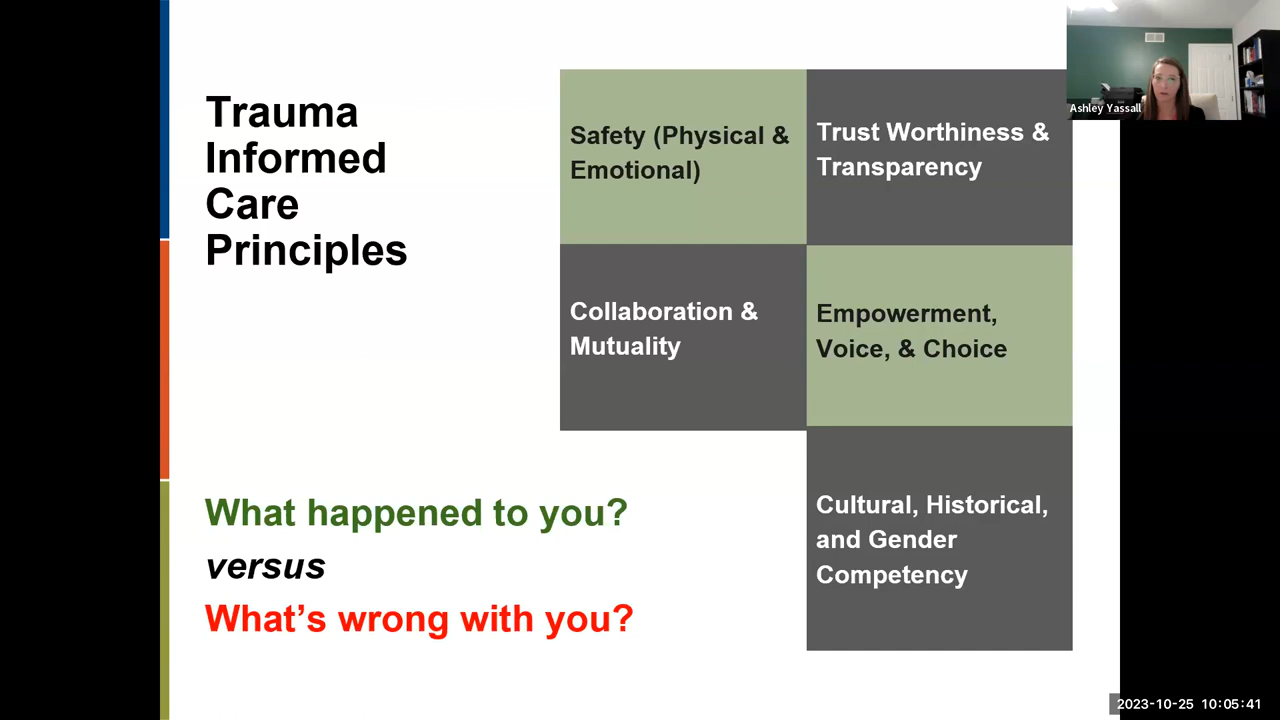 Trauma
Informed
Care
Principles
Safety (Physical &
Emotional)
Trust Worthiness &
Transparency
Collaboration &
Mutuality
Empowerment,
Voice, & Choice
Cultural, Historical,
and Gender
Competency
What happened to you?
versus
What’s wrong with you?
Ashley Yassall
2023-10-25 10:05:41